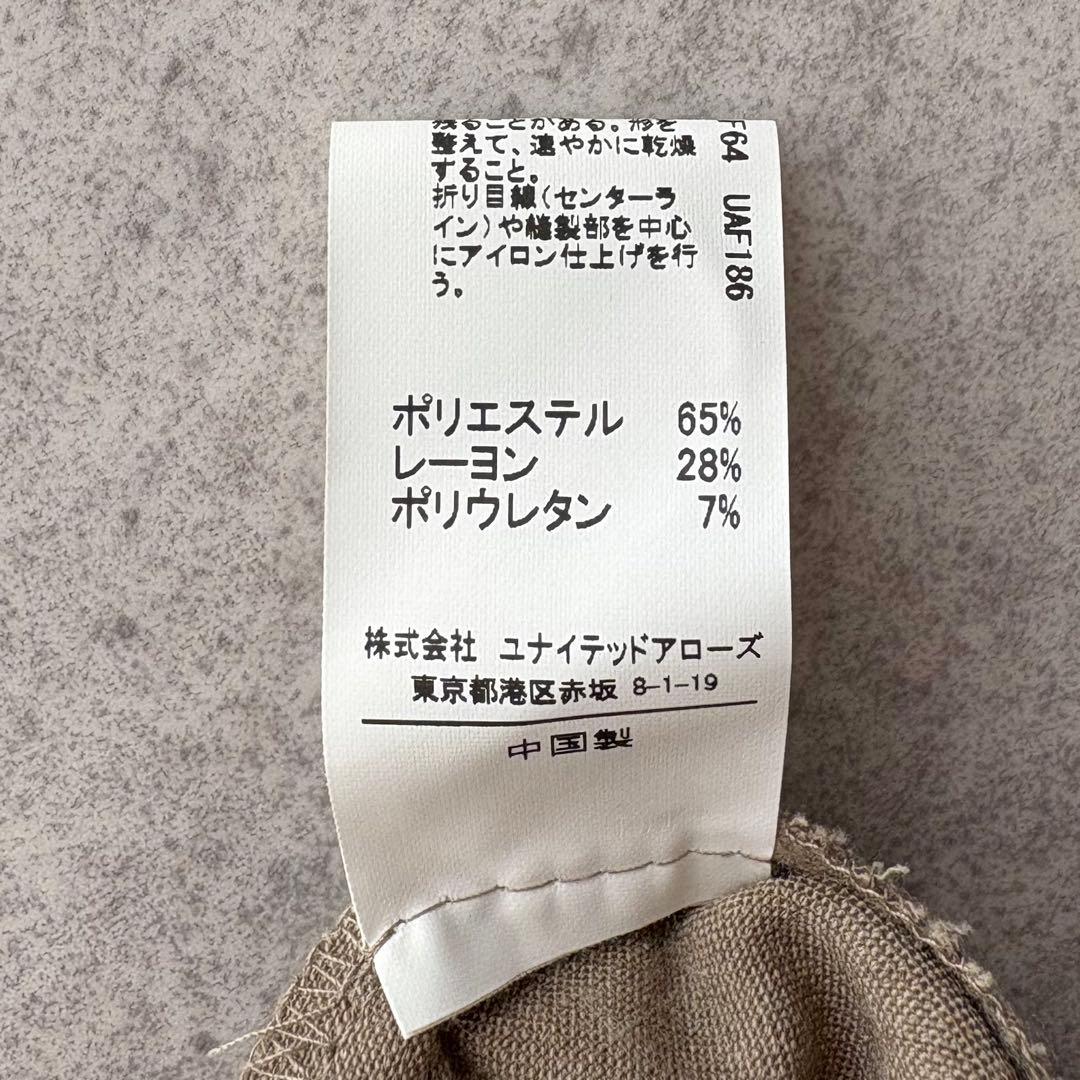 残ることがある。形を
整えて、速やかに乾燥
すること。
折り目線(センターラ
イン)や縫製部を中心
にアイロン仕上げを行
う。
F64 UAF186
ポリエステル 65%
レーヨン 28%
ポリウレタン 7%
株式会社 ユナイテッドアローズ
東京都港区赤坂 8-1-19
中国製